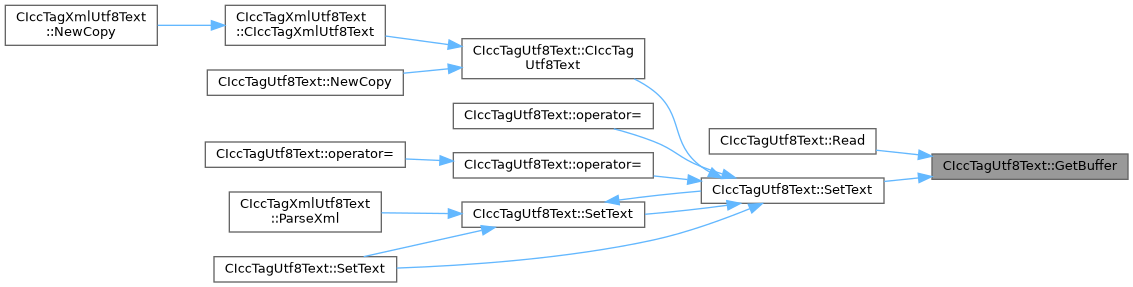 CIccTagXmlUtf8Text
::NewCopy
CIccTagXmlUtf8Text
::CIccTagXmlUtf8Text
CIccTagUtf8Text::CIccTag
Utf8Text
CIccTagUtf8Text::NewCopy
CIccTagUtf8Text::operator=
CIccTagUtf8Text::Read
CIccTagUtf8Text::operator=
CIccTagUtf8Text::operator=
CIccTagUtf8Text::GetBuffer
CIccTagUtf8Text::SetText
CIccTagXmlUtf8Text
::ParseXml
CIccTagUtf8Text::SetText
CIccTagUtf8Text::SetText